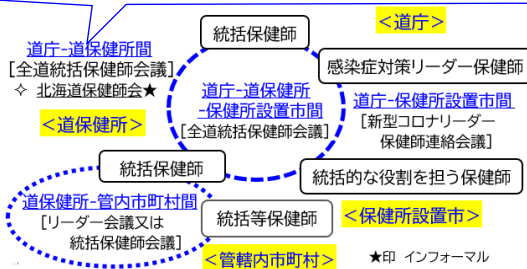 ＜道庁＞
統括保健師
道庁-道保健所間
[全道統括保健師会議]
✧ 北海道保健師会★
感染症対策リーダー保健師
道庁-道保健所
-保健所設置市間
[全道統括保健師会議]
道庁-保健所設置市間
[新型コロナリーダー
保健師連絡会議]
＜道保健所＞
統括保健師
統括的な役割を担う保健師
道保健所-管内市町村間
[リーダー会議又は
統括保健師会議]
統括等保健師
＜保健所設置市＞
＜管轄内市町村＞
★印 インフォーマル